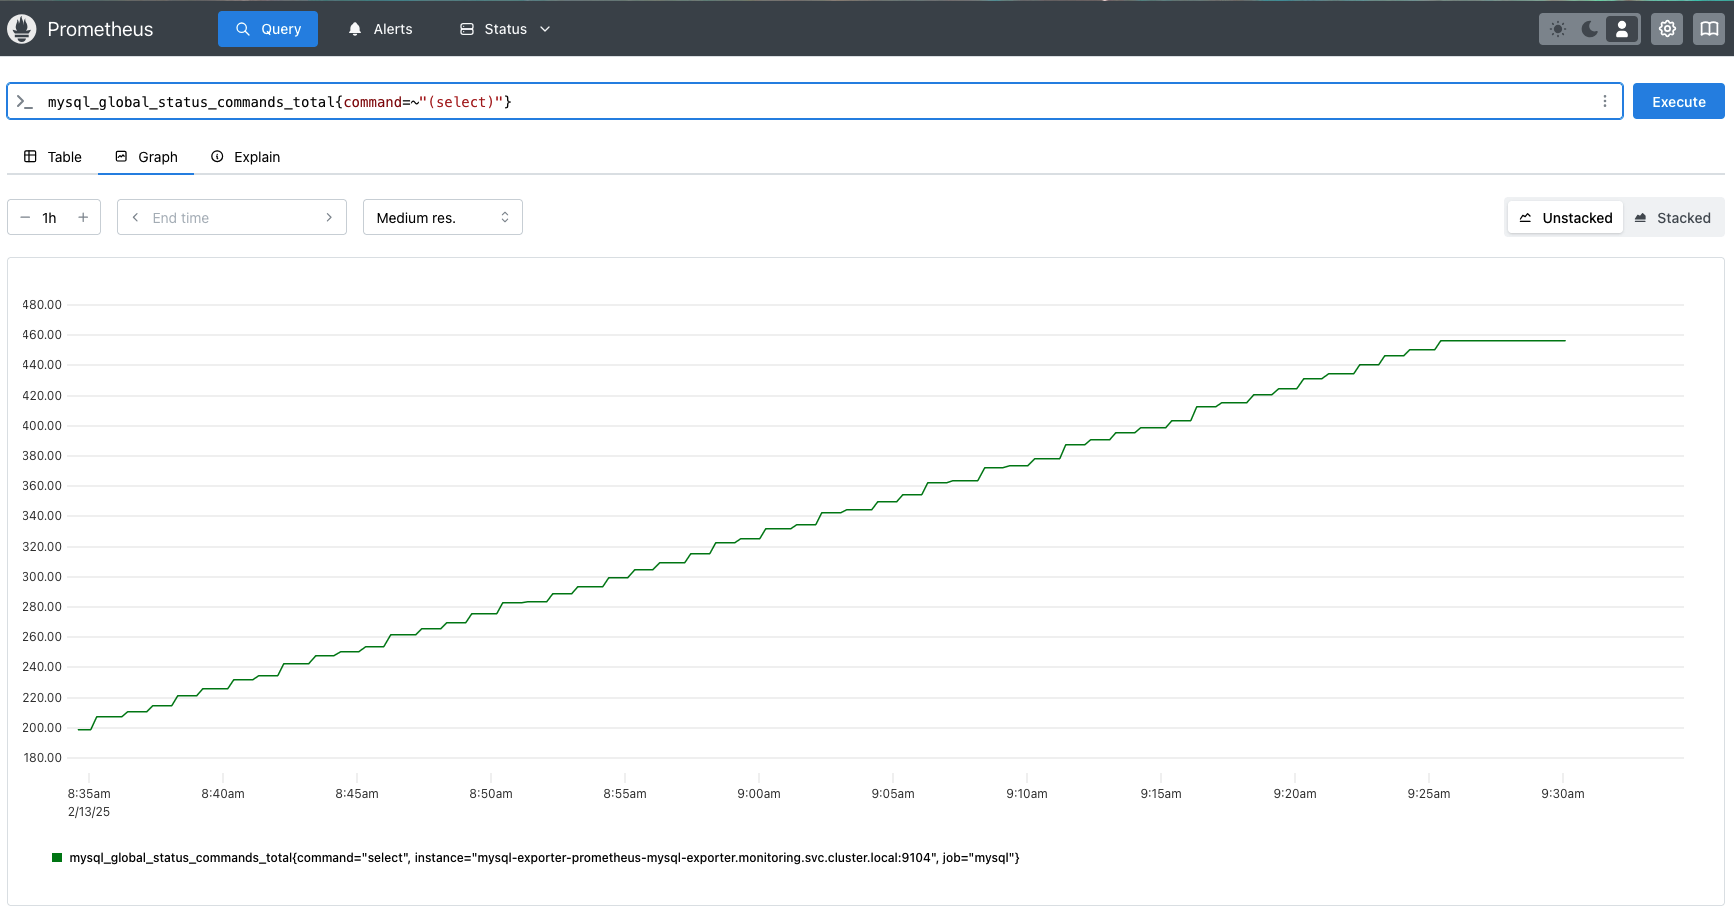 Prometheus
Query
Alerts
Status
mysql_global_status_commands_total{command=~"(select)"}
Execute
Table
Graph
Explain
1h
End time
Medium res.
Unstacked
Stacked
480.00
460.00
440.00
420.00
400.00
380.00
360.00
340.00
320.00
300.00
280.00
260.00
240.00
220.00
200.00
180.00
8:35am 8:40am 8:45am 8:50am 8:55am 9:00am 9:05am 9:10am 9:15am 9:20am 9:25am 9:30am
2/13/25
mysql_global_status_commands_total{command="select", instance="mysql-exporter-prometheus-mysql-exporter.monitoring.svc.cluster.local:9104", job="mysql"}